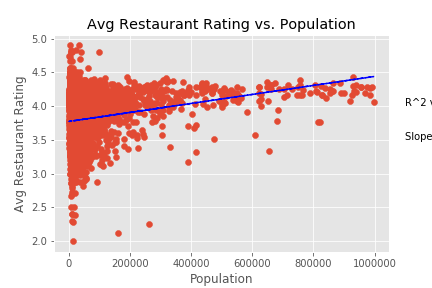 Avg Restaurant Rating vs. Population
5.0
4.5
4.0
3.5
3.0
2.5
2.0
Avg Restaurant Rating
0
200000
400000
600000
800000
1000000
Population
R^2
Slope